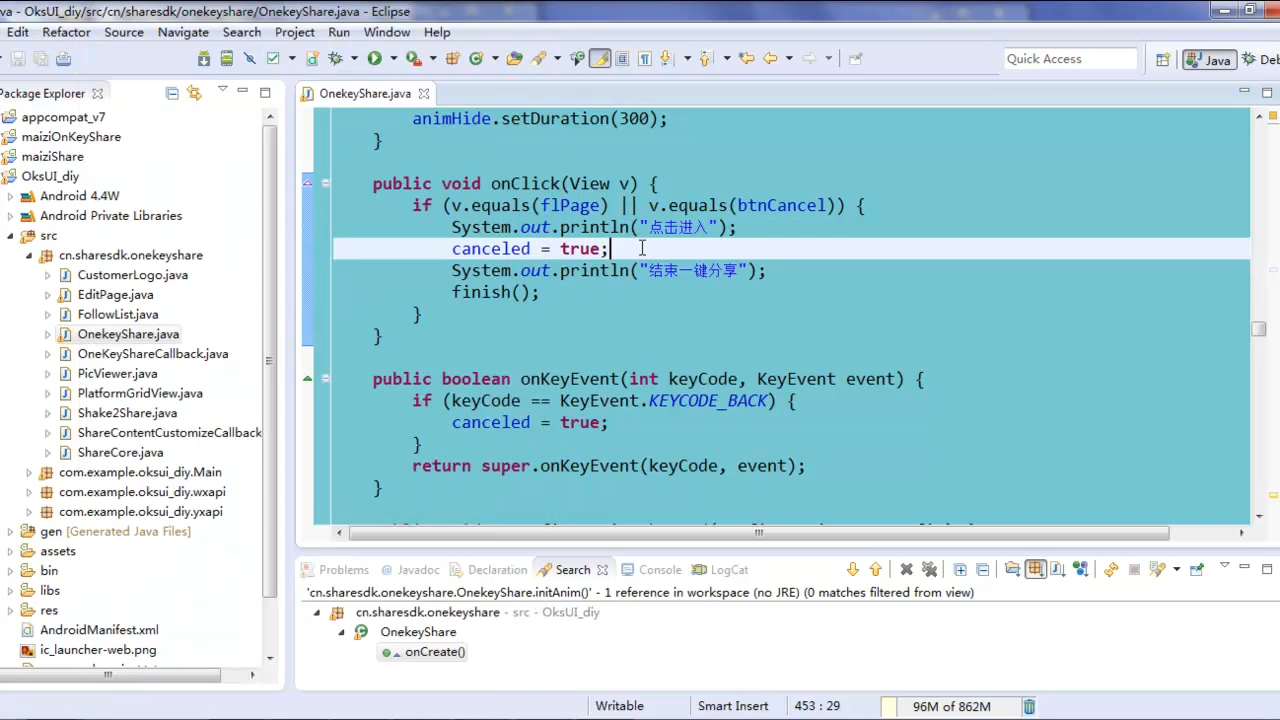 va - OksUI_diy/src/cn/sharesdk/onekeyshare/OnekeyShare.java - Eclipse
Edit Refactor Source Navigate Search Project Run Window Help
Quick Access
Java
Deb
Package Explorer
OnekeyShare.java
appcompat_v7
maiziOnKeyShare
maiziShare
OksUI_diy
Android 4.4W
Android Private Libraries
src
cn.sharesdk.onekeyshare
CustomerLogo.java
EditPage.java
FollowList.java
OnekeyShare.java
OneKeyShareCallback.java
PicViewer.java
PlatformGridView.java
Shake2Share.java
ShareContentCustomizeCallback
ShareCore.java
com.example.oksui_diy.Main
com.example.oksui_diy.wxapi
com.example.oksui_diy.yxapi
gen [Generated Java Files]
assets
bin
libs
res
AndroidManifest.xml
ic_launcher-web.png
animHide.setDuration(300);
}
public void onClick(View v) {
if (v.equals(flPage) || v.equals(btnCancel)) {
System.out.println("点击进入");
canceled = true;
System.out.println("结束一键分享");
finish();
}
}
public boolean onKeyEvent(int keyCode, KeyEvent event) {
if (keyCode == KeyEvent.KEYCODE_BACK) {
canceled = true;
}
return super.onKeyEvent(keyCode, event);
}
Problems Javadoc Declaration Search Console LogCat
'cn.sharesdk.onekeyshare.OnekeyShare.initAnim()' - 1 reference in workspace (no JRE) (0 matches filtered from view)
cn.sharesdk.onekeyshare - src - OksUI_diy
OnekeyShare
onCreate()
Writable
Smart Insert
453 : 29
96M of 862M